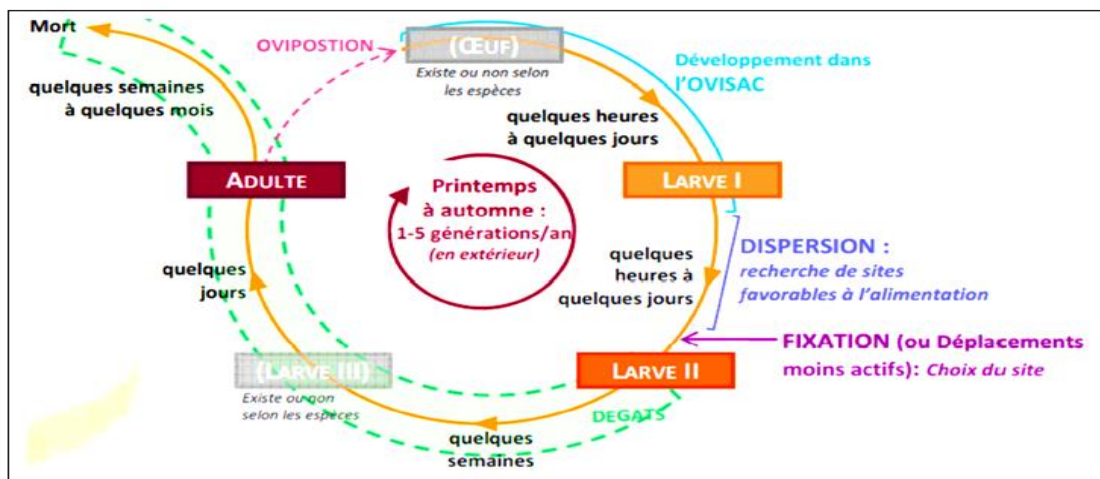 Mort
OVIPOSTION
(ŒUF)
Existe ou non selon
les espèces
Développement dans
l'OVISAC
quelques semaines
à quelques mois
quelques heures
à quelques jours
ADULTE
LARVE I
Printemps
à automne :
1-5 générations/an
(en extérieur)
DISPERSION :
recherche de sites
favorables à l'alimentation
quelques
heures à
quelques jours
quelques
jours
FIXATION (ou Déplacements
moins actifs): Choix du site
(LARVE III)
LARVE II
Existe ou non
selon les espèces
DEGATS
quelques
semaines